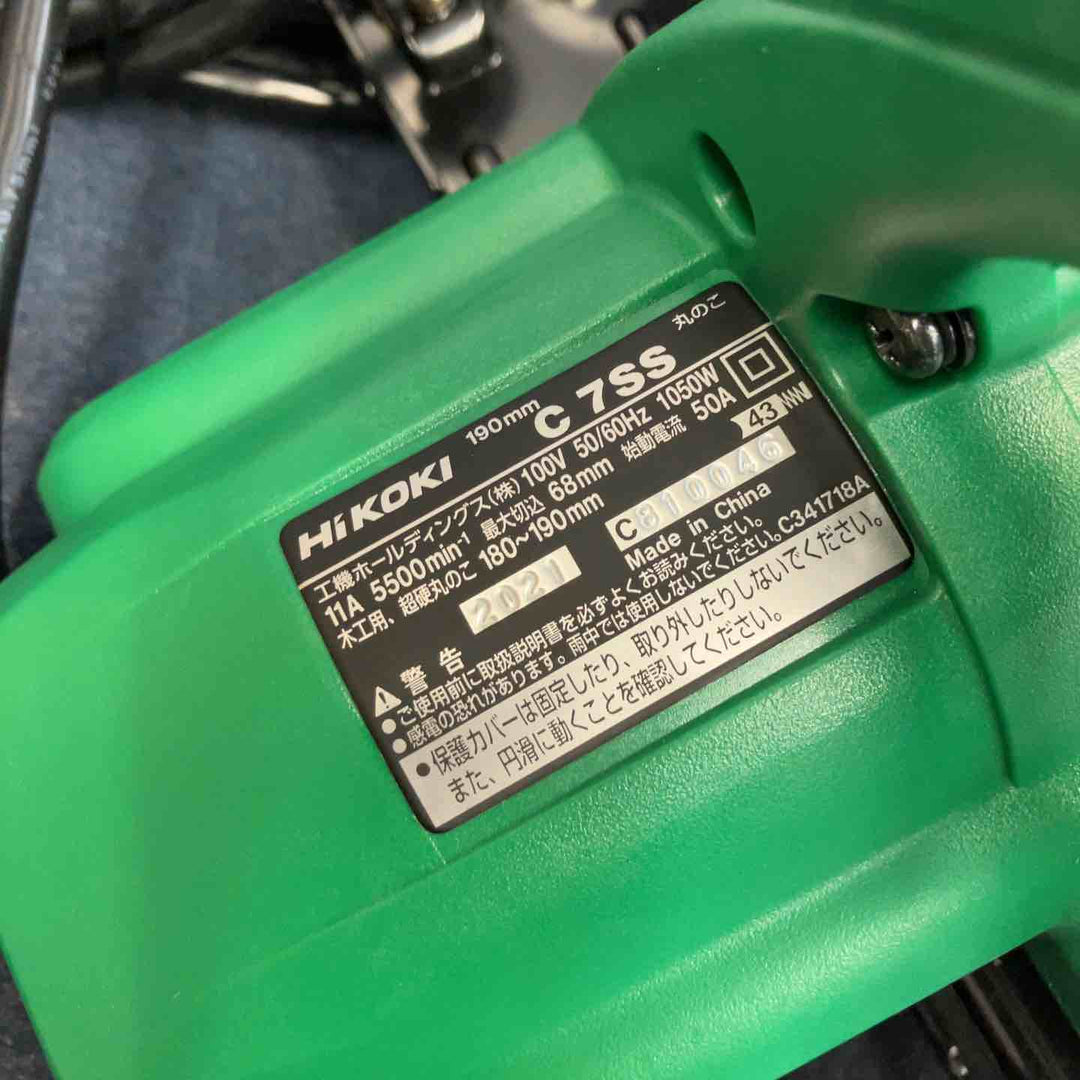 HiKOKI 190mm C 7SS 丸のこ
工機ホールディングス(株) 100V 50/60Hz 1050W
11A 5500min⁻¹ 最大切込 68mm 始動電流 50A
木工用、超硬丸のこ 180~190mm 43
2021 C 810046
Made in China
警告
●ご使用前に取扱説明書を必ずよくお読みください。
●感電の恐れがあります。雨中では使用しないでください。C341718A
●保護カバーは固定したり、取り外したりしないでください。
また、円滑に動くことを確認してください。